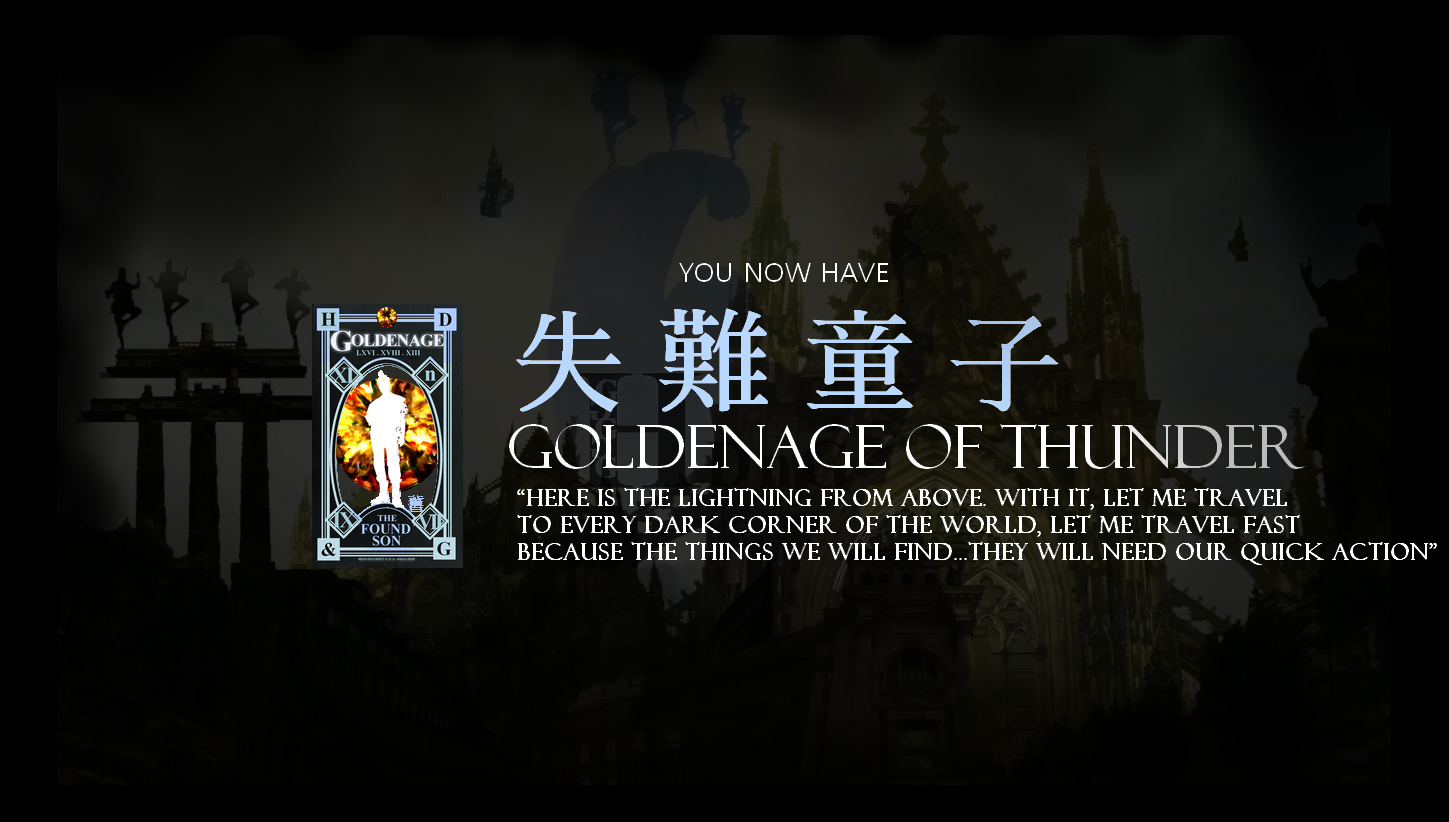 YOU NOW HAVE
失難童子
GOLDENAGE OF THUNDER
“HERE IS THE LIGHTNING FROM ABOVE. WITH IT, LET ME TRAVEL
TO EVERY DARK CORNER OF THE WORLD, LET ME TRAVEL FAST
BECAUSE THE THINGS WE WILL FIND...THEY WILL NEED OUR QUICK ACTION”
H D
GOLDENAGE
LXVI . XVIII . XIII
XI n
IX VI
THE
FOUND
SON
& G